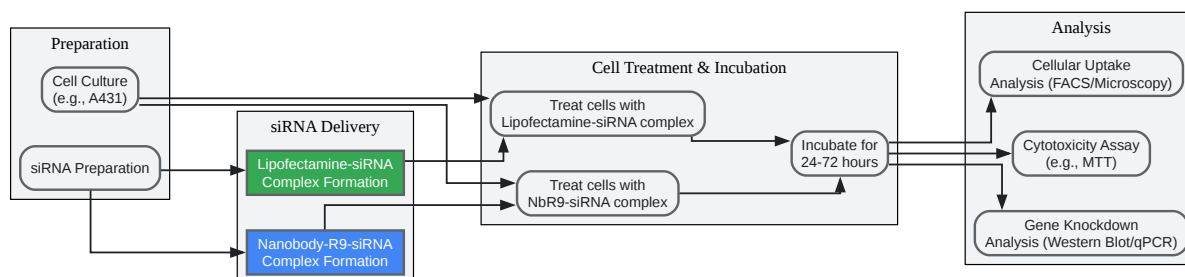 Preparation
Cell Culture
(e.g., A431)
siRNA Preparation
siRNA Delivery
Lipofectamine-siRNA
Complex Formation
Nanobody-R9-siRNA
Complex Formation
Cell Treatment & Incubation
Treat cells with
Lipofectamine-siRNA complex
Treat cells with
NbR9-siRNA complex
Incubate for
24-72 hours
Analysis
Cellular Uptake
Analysis (FACS/Microscopy)
Cytotoxicity Assay
(e.g., MTT)
Gene Knockdown
Analysis (Western Blot/qPCR)